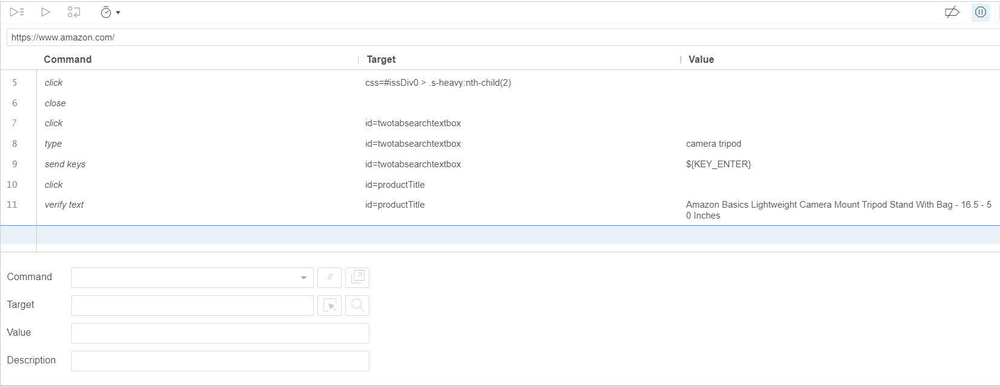 https://www.amazon.com/
Command Target Value
5 click css=#issDiv0 > .s-heavy:nth-child(2)
6 close
7 click id=twotabsearchtextbox
8 type id=twotabsearchtextbox camera tripod
9 send keys id=twotabsearchtextbox ${KEY_ENTER}
10 click id=productTitle
11 verify text id=productTitle Amazon Basics Lightweight Camera Mount Tripod Stand With Bag - 16.5 - 5
0 Inches
Command //
Target
Value
Description